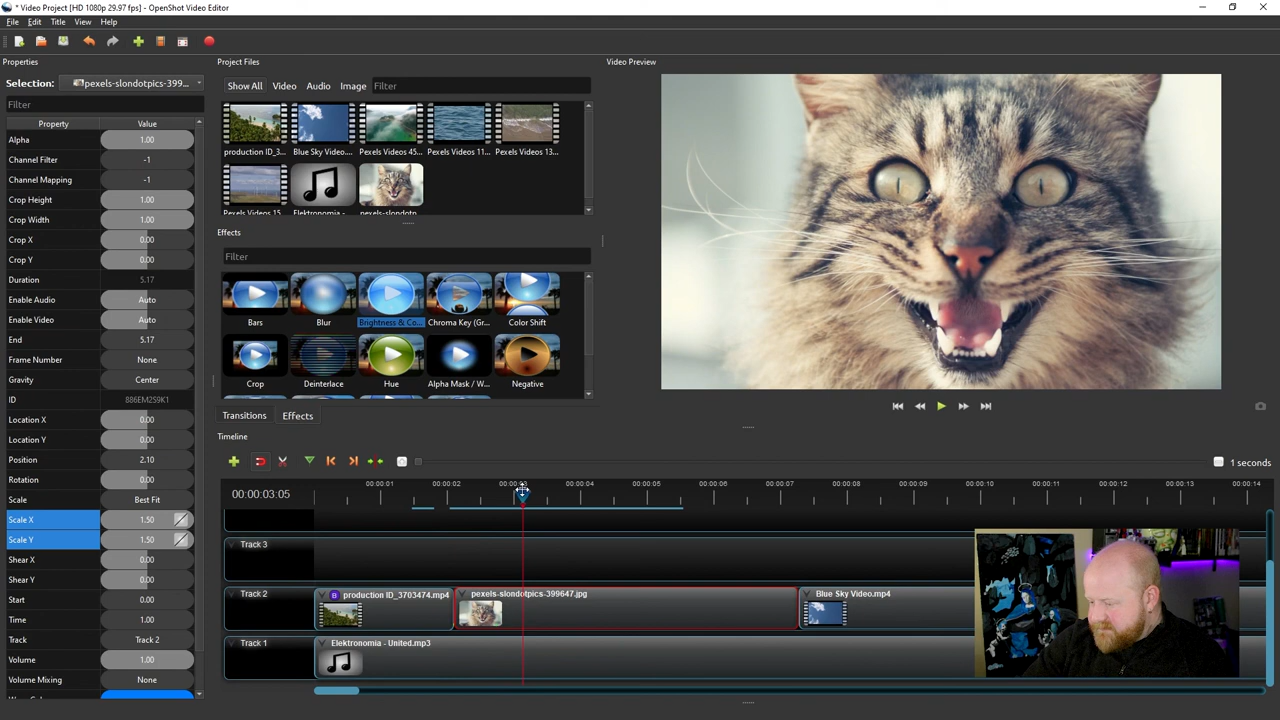 * Video Project [HD 1080p 29.97 fps] - OpenShot Video Editor
File Edit Title View Help
Properties
Selection: pexels-slondotpics-399...
Filter
Property Value
Alpha 1.00
Channel Filter -1
Channel Mapping -1
Crop Height 1.00
Crop Width 1.00
Crop X 0.00
Crop Y 0.00
Duration 5.17
Enable Audio Auto
Enable Video Auto
End 5.17
Frame Number None
Gravity Center
ID 886EM2S9K1
Location X 0.00
Location Y 0.00
Position 2.10
Rotation 0.00
Scale Best Fit
Scale X 1.50
Scale Y 1.50
Shear X 0.00
Shear Y 0.00
Start 0.00
Time 1.00
Track Track 2
Volume 1.00
Volume Mixing None
Project Files
Show All Video Audio Image Filter
production ID_3... Blue Sky Video... Pexels Videos 45... Pexels Videos 11... Pexels Videos 13...
Pexels Videos 15... Elektronomia - pexels-slondotp...
Effects
Filter
Bars Blur Brightness & Co... Chroma Key (Gr... Color Shift
Crop Deinterlace Hue Alpha Mask / W... Negative
Transitions Effects
Video Preview
Timeline
1 seconds
00:00:03:05
00:00:01 00:00:02 00:00:03 00:00:04 00:00:05 00:00:06 00:00:07 00:00:08 00:00:09 00:00:10 00:00:11 00:00:12 00:00:13 00:00:14
Track 3
Track 2 B production ID_3703474.mp4 pexels-slondotpics-399647.jpg Blue Sky Video.mp4
Track 1 Elektronomia - United.mp3